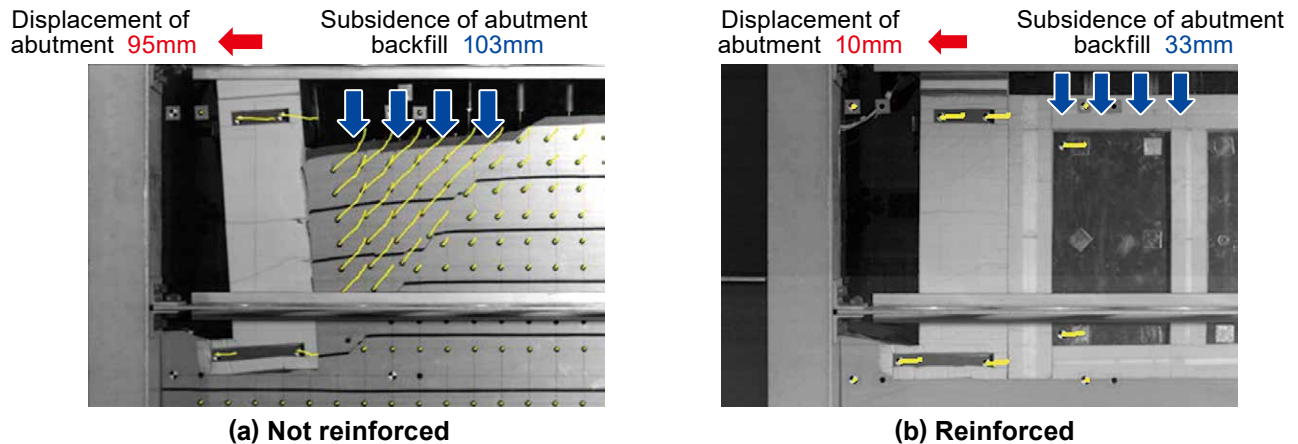 Displacement of
abutment 95mm
Subsidence of abutment
backfill 103mm
Displacement of
abutment 10mm
Subsidence of abutment
backfill 33mm
(a) Not reinforced
(b) Reinforced